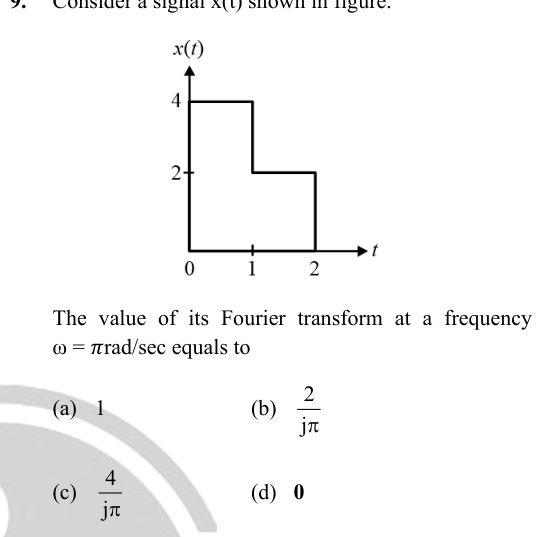 9. Consider a signal x(t) shown in figure.
x(t)
4
2
t
0 1 2
The value of its Fourier transform at a frequency
ω = πrad/sec equals to
(a) 1 (b) 2/jπ
(c) 4/jπ (d) 0